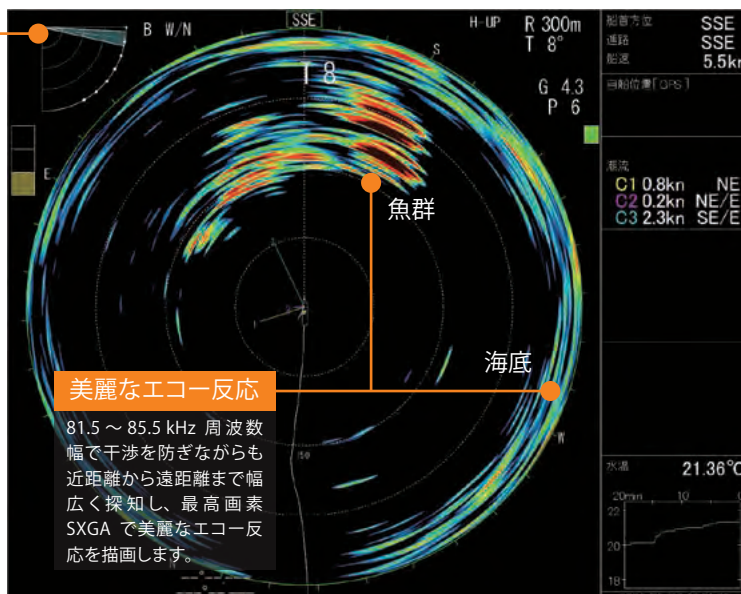 B W/N
SSE
H-UP
R 300m
T 8°
G 4.3
P 6
S
T 8
E
魚群
海底
W
150
美麗なエコー反応
81.5 ～ 85.5 kHz 周波数
幅で干渉を防ぎながらも
近距離から遠距離まで幅
広く探知し、最高画素
SXGA で美麗なエコー反
応を描画します。
船首方位 SSE
進路 SSE
船速 5.5kn
自船位置[GPS]
潮流
C1 0.8kn NE
C2 0.2kn NE/E
C3 2.3kn SE/E
水温 21.36°C
20min 10 0
22
20
18